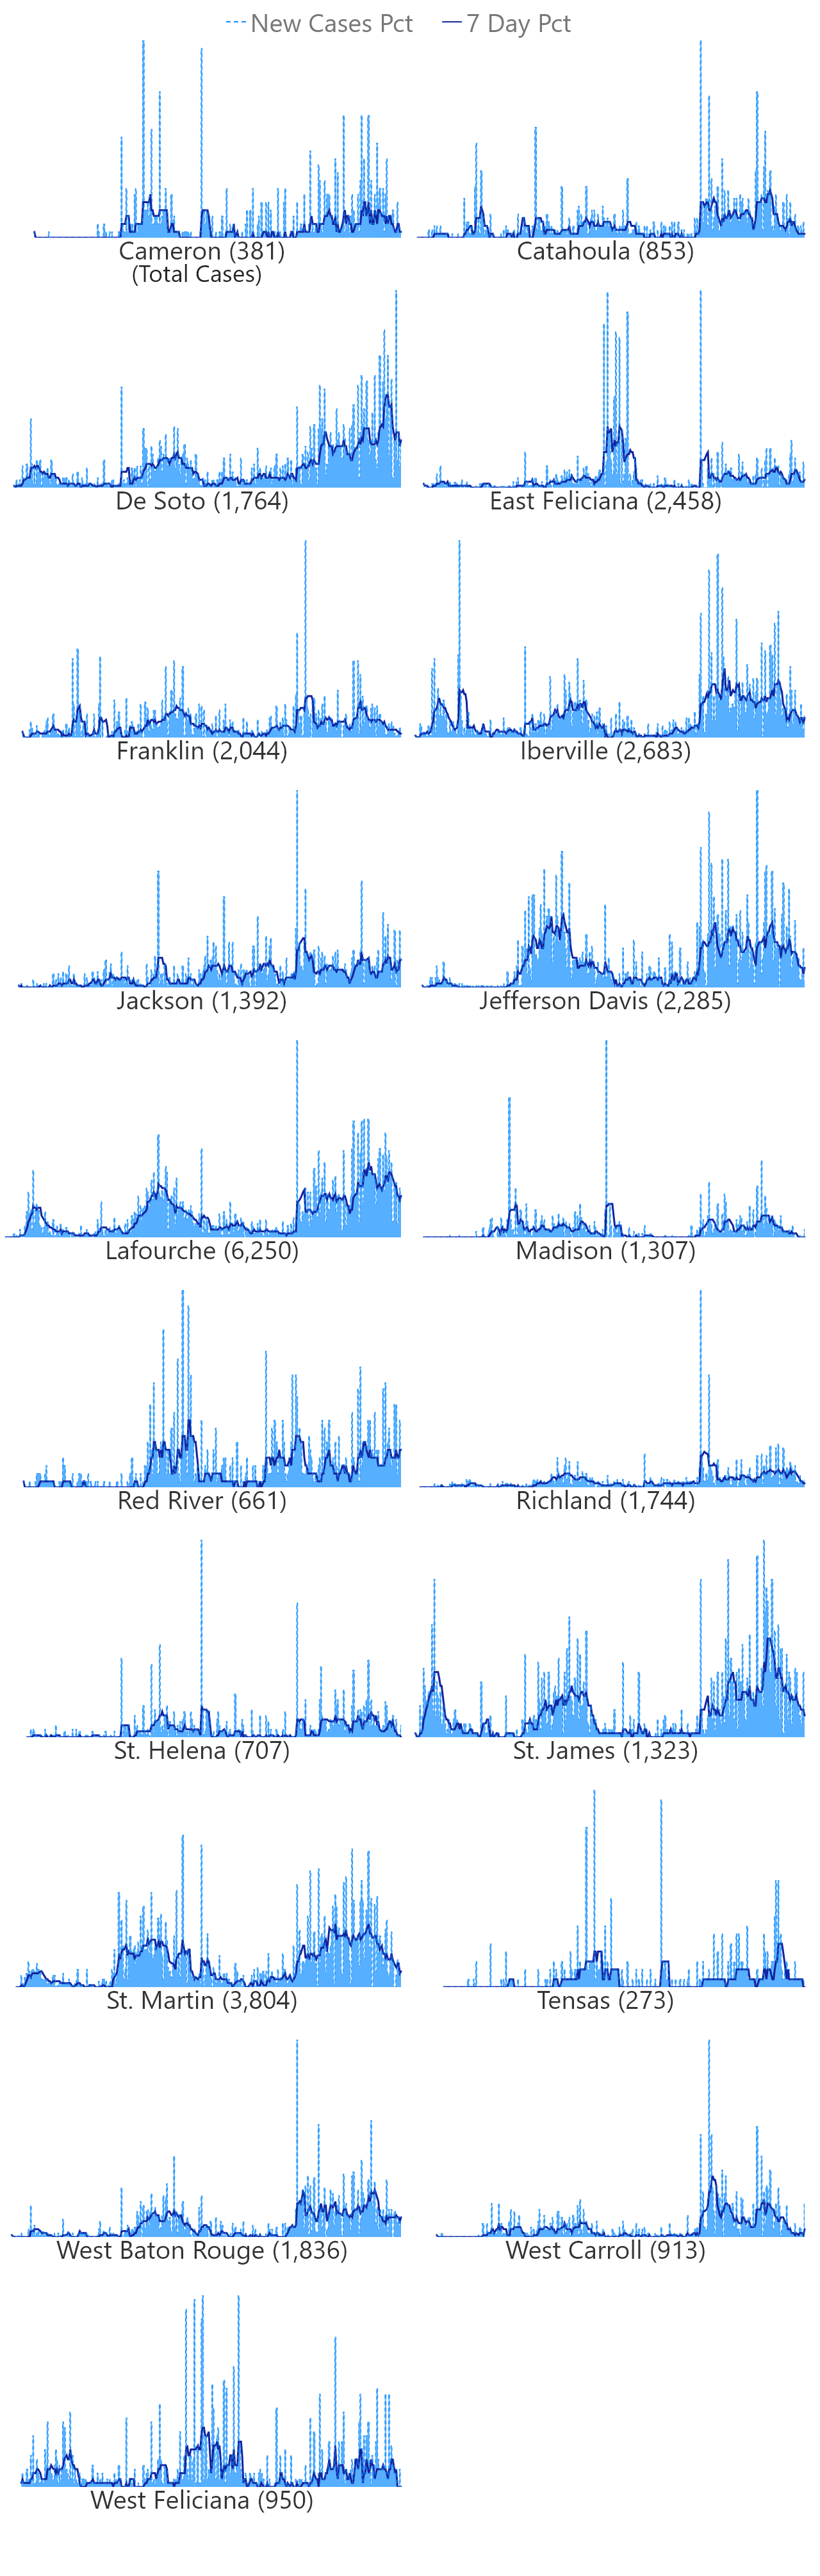 New Cases Pct 7 Day Pct
Cameron (381) Catahoula (853)
(Total Cases)
De Soto (1,764) East Feliciana (2,458)
Franklin (2,044) Iberville (2,683)
Jackson (1,392) Jefferson Davis (2,285)
Lafourche (6,250) Madison (1,307)
Red River (661) Richland (1,744)
St. Helena (707) St. James (1,323)
St. Martin (3,804) Tensas (273)
West Baton Rouge (1,836) West Carroll (913)
West Feliciana (950)